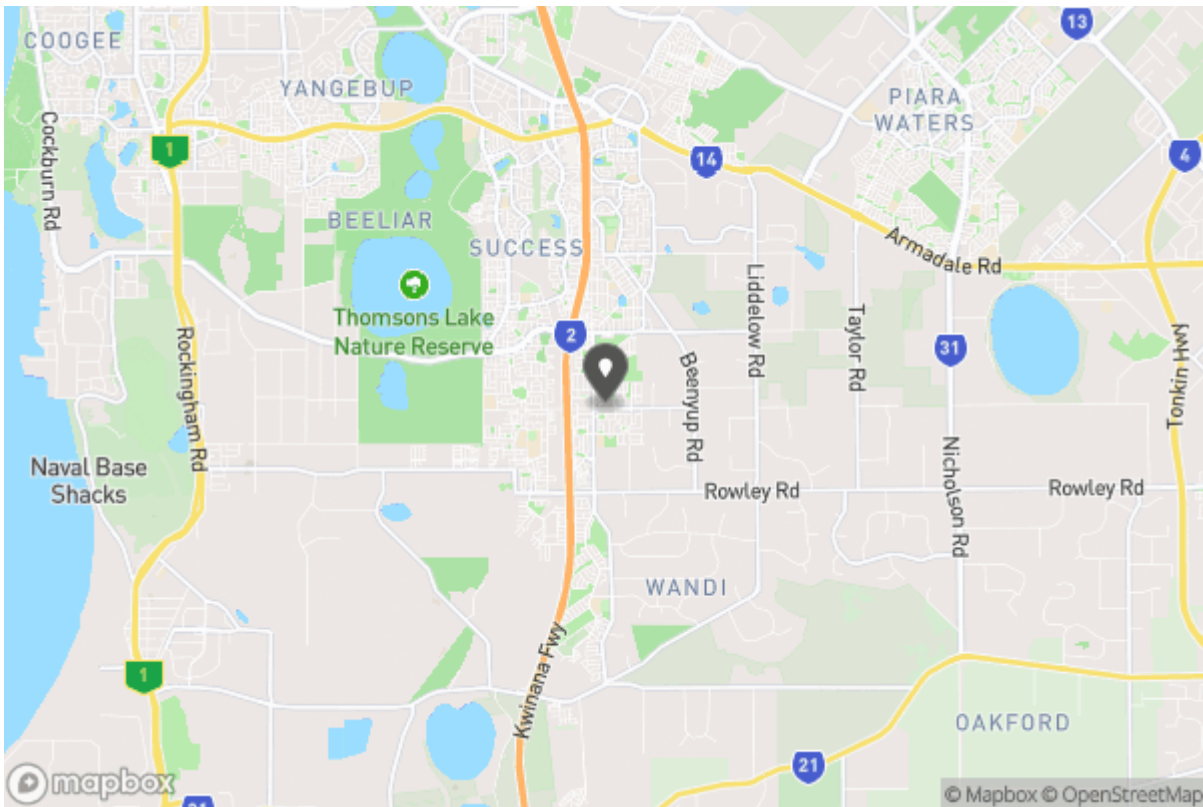 COOGEE
13
YANGEBUP
PIARA
WATERS
Cockburn Rd
1
14
4
BEELIAR
SUCCESS
Armadale Rd
Thomsons Lake
Nature Reserve
2
Liddelow Rd
Taylor Rd
31
Tonkin Hwy
Rockingham Rd
Beenyup Rd
Naval Base
Shacks
Nicholson Rd
Rowley Rd
Rowley Rd
WANDI
Kwinana Fwy
1
OAKFORD
21
mapbox
© Mapbox © OpenStreetMap